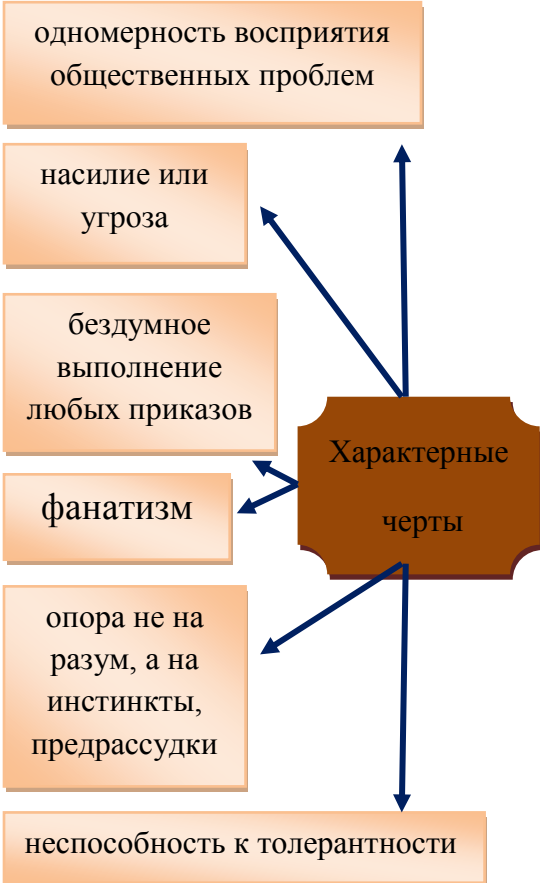 одномерность восприятия
общественных проблем
насилие или
угроза
бездумное
выполнение
любых приказов
Характерные
черты
фанатизм
опора не на
разум, а на
инстинкты,
предрассудки
неспособность к толерантности